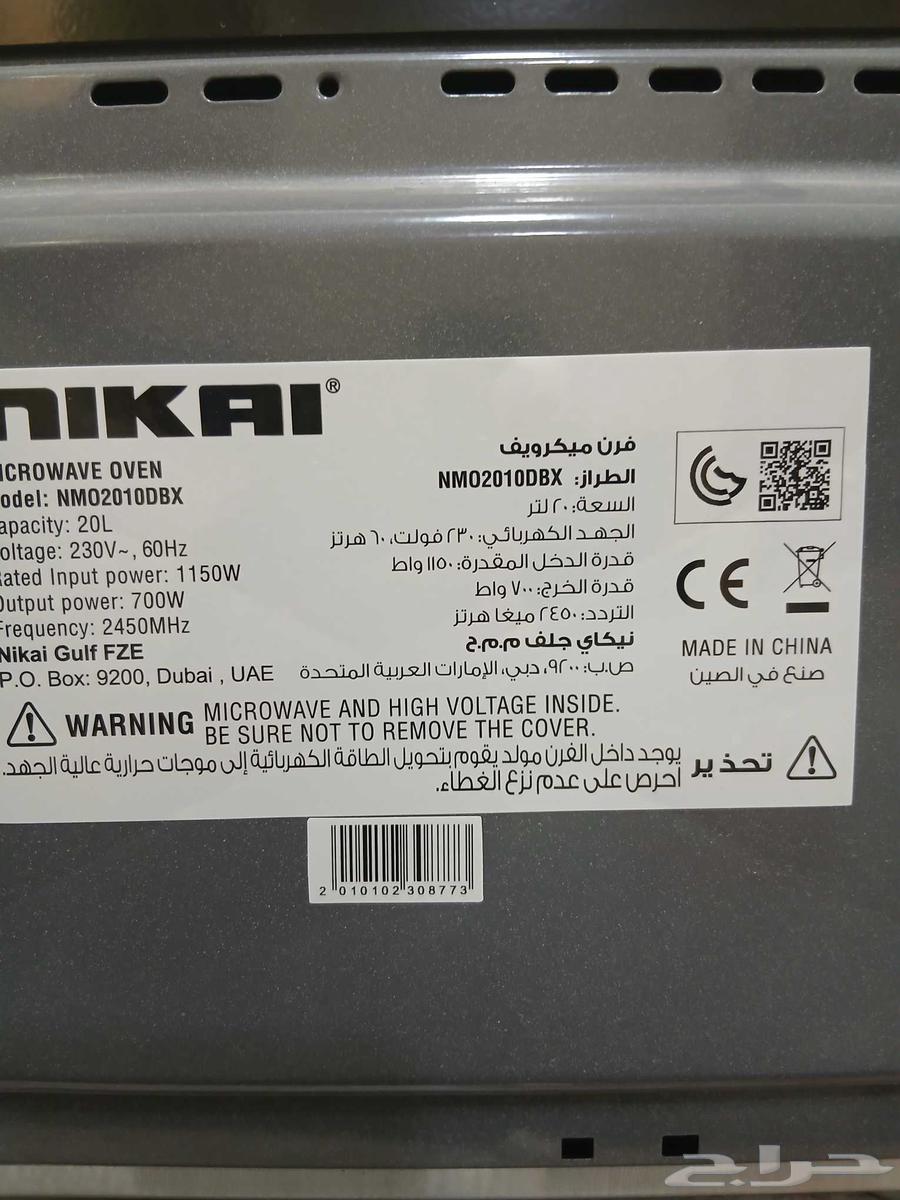 NIKAI®
MICROWAVE OVEN
Model: NMO2010DBX
Capacity: 20L
Voltage: 230V~, 60Hz
Rated Input power: 1150W
Output power: 700W
Frequency: 2450MHz
Nikai Gulf FZE
P.O. Box: 9200, Dubai , UAE
فرن ميكرويف
الطراز: NMO2010DBX
السعة: ٢٠ لتر
الجهد الكهربائي: ٢٣٠ فولت، ٦٠ هرتز
قدرة الدخل المقدرة: ١١٥٠ واط
قدرة الخرج: ٧٠٠ واط
التردد: ٢٤٥٠ ميغا هرتز
نيكاي جلف م.م.ح
ص.ب: ٩٢٠٠، دبي، الإمارات العربية المتحدة
CE
MADE IN CHINA
صنع في الصين
WARNING MICROWAVE AND HIGH VOLTAGE INSIDE.
BE SURE NOT TO REMOVE THE COVER.
تحذير يوجد داخل الفرن مولد يقوم بتحويل الطاقة الكهربائية إلى موجات حرارية عالية الجهد.
احرص على عدم نزع الغطاء.
2 010102 308773
حراج